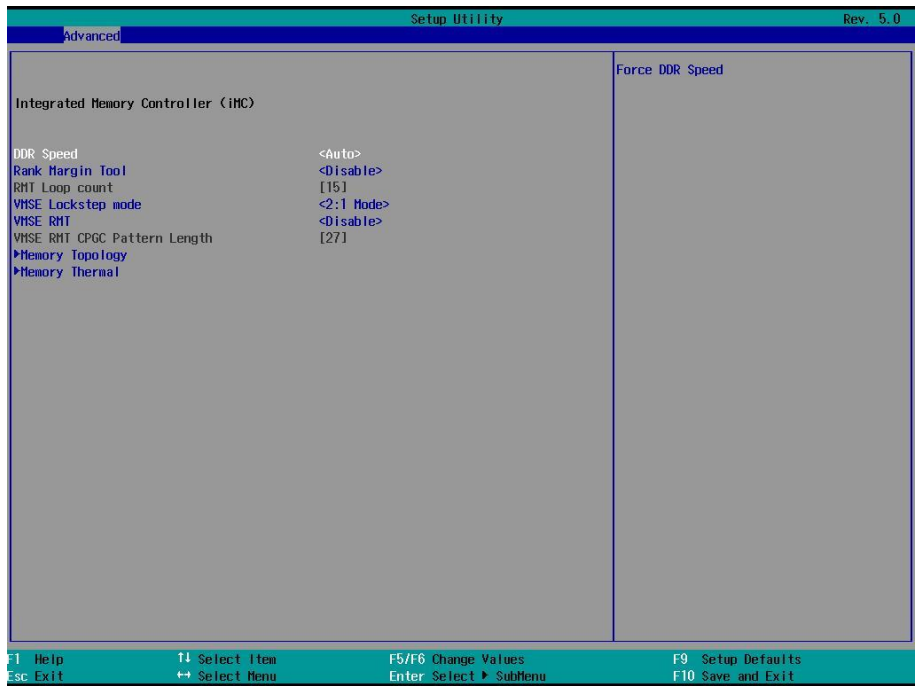 Setup Utility Rev. 5.0
Advanced
Force DDR Speed
Integrated Memory Controller (iMC)
DDR Speed <Auto>
Rank Margin Tool <Disable>
RMT Loop count [15]
VMSE Lockstep mode <2:1 Mode>
VMSE RMT <Disable>
VMSE RMT CPGC Pattern Length [27]
▶Memory Topology
▶Memory Thermal
F1 Help ↑↓ Select Item F5/F6 Change Values F9 Setup Defaults
Esc Exit ↔ Select Menu Enter Select ▶ SubMenu F10 Save and Exit